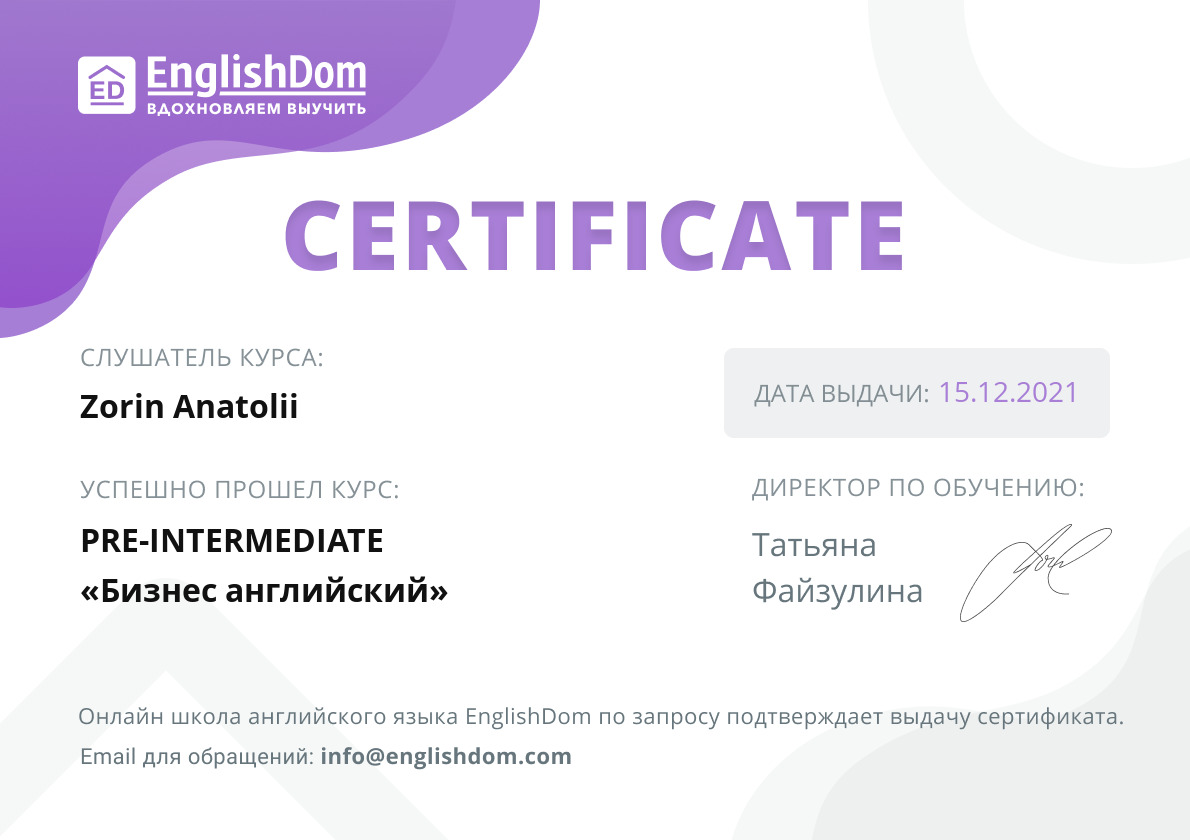 ED
EnglishDom
ВДОХНОВЛЯЕМ ВЫУЧИТЬ
CERTIFICATE
СЛУШАТЕЛЬ КУРСА:
Zorin Anatolii
ДАТА ВЫДАЧИ: 15.12.2021
УСПЕШНО ПРОШЕЛ КУРС:
PRE-INTERMEDIATE
«Бизнес английский»
ДИРЕКТОР ПО ОБУЧЕНИЮ:
Татьяна
Файзулина
Онлайн школа английского языка EnglishDom по запросу подтверждает выдачу сертификата.
Email для обращений: info@englishdom.com